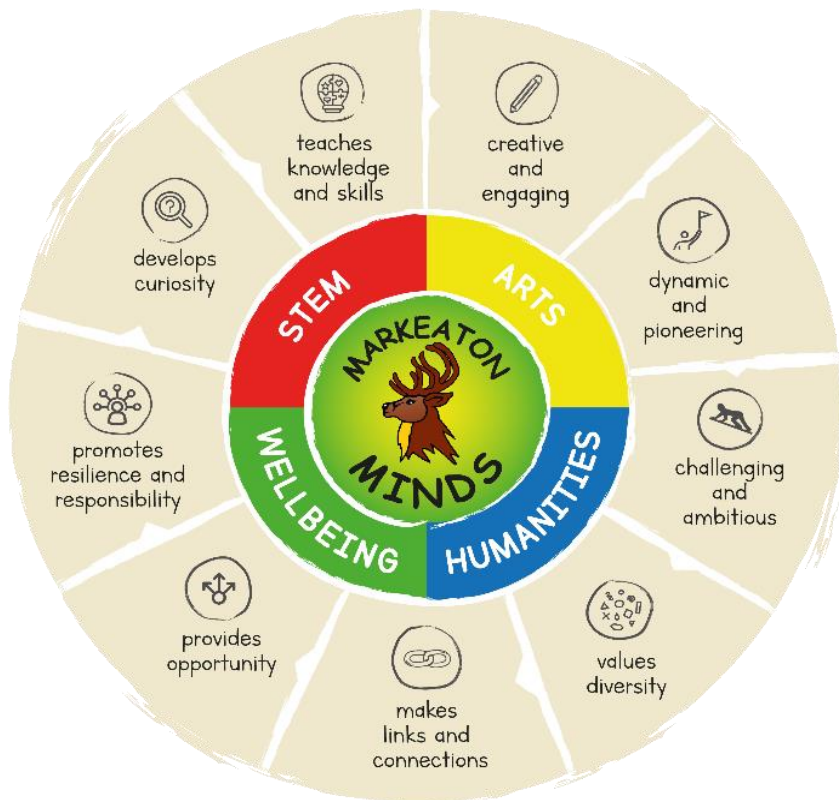 teaches
knowledge
and skills
creative
and
engaging
develops
curiosity
dynamic
and
pioneering
STEM
ARTS
MARKEATON
MINDS
WELLBEING
HUMANITIES
promotes
resilience and
responsibility
challenging
and
ambitious
provides
opportunity
values
diversity
makes
links and
connections
?